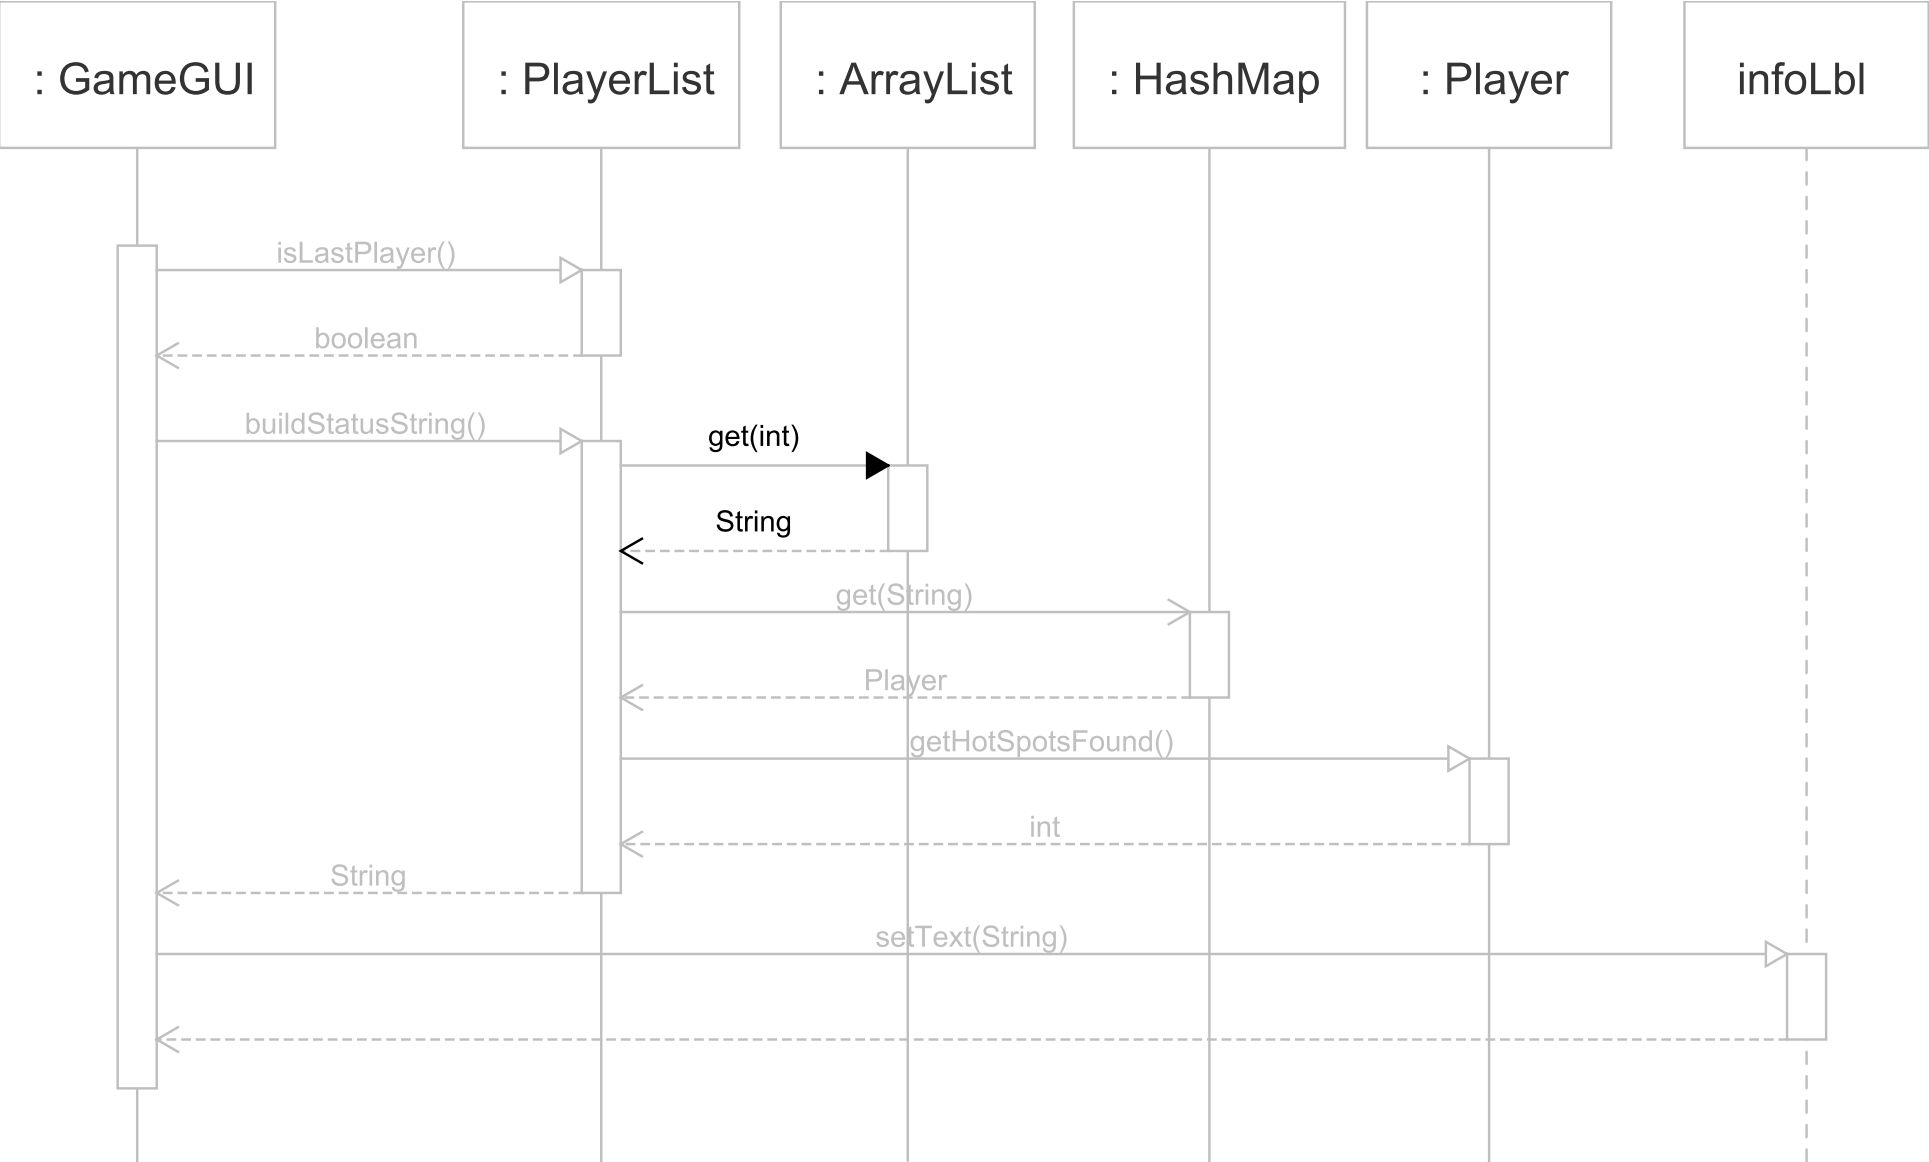 : GameGUI
: PlayerList
: ArrayList
: HashMap
: Player
infoLbl
isLastPlayer()
boolean
buildStatusString()
get(int)
String
get(String)
Player
getHotSpotsFound()
int
String
setText(String)